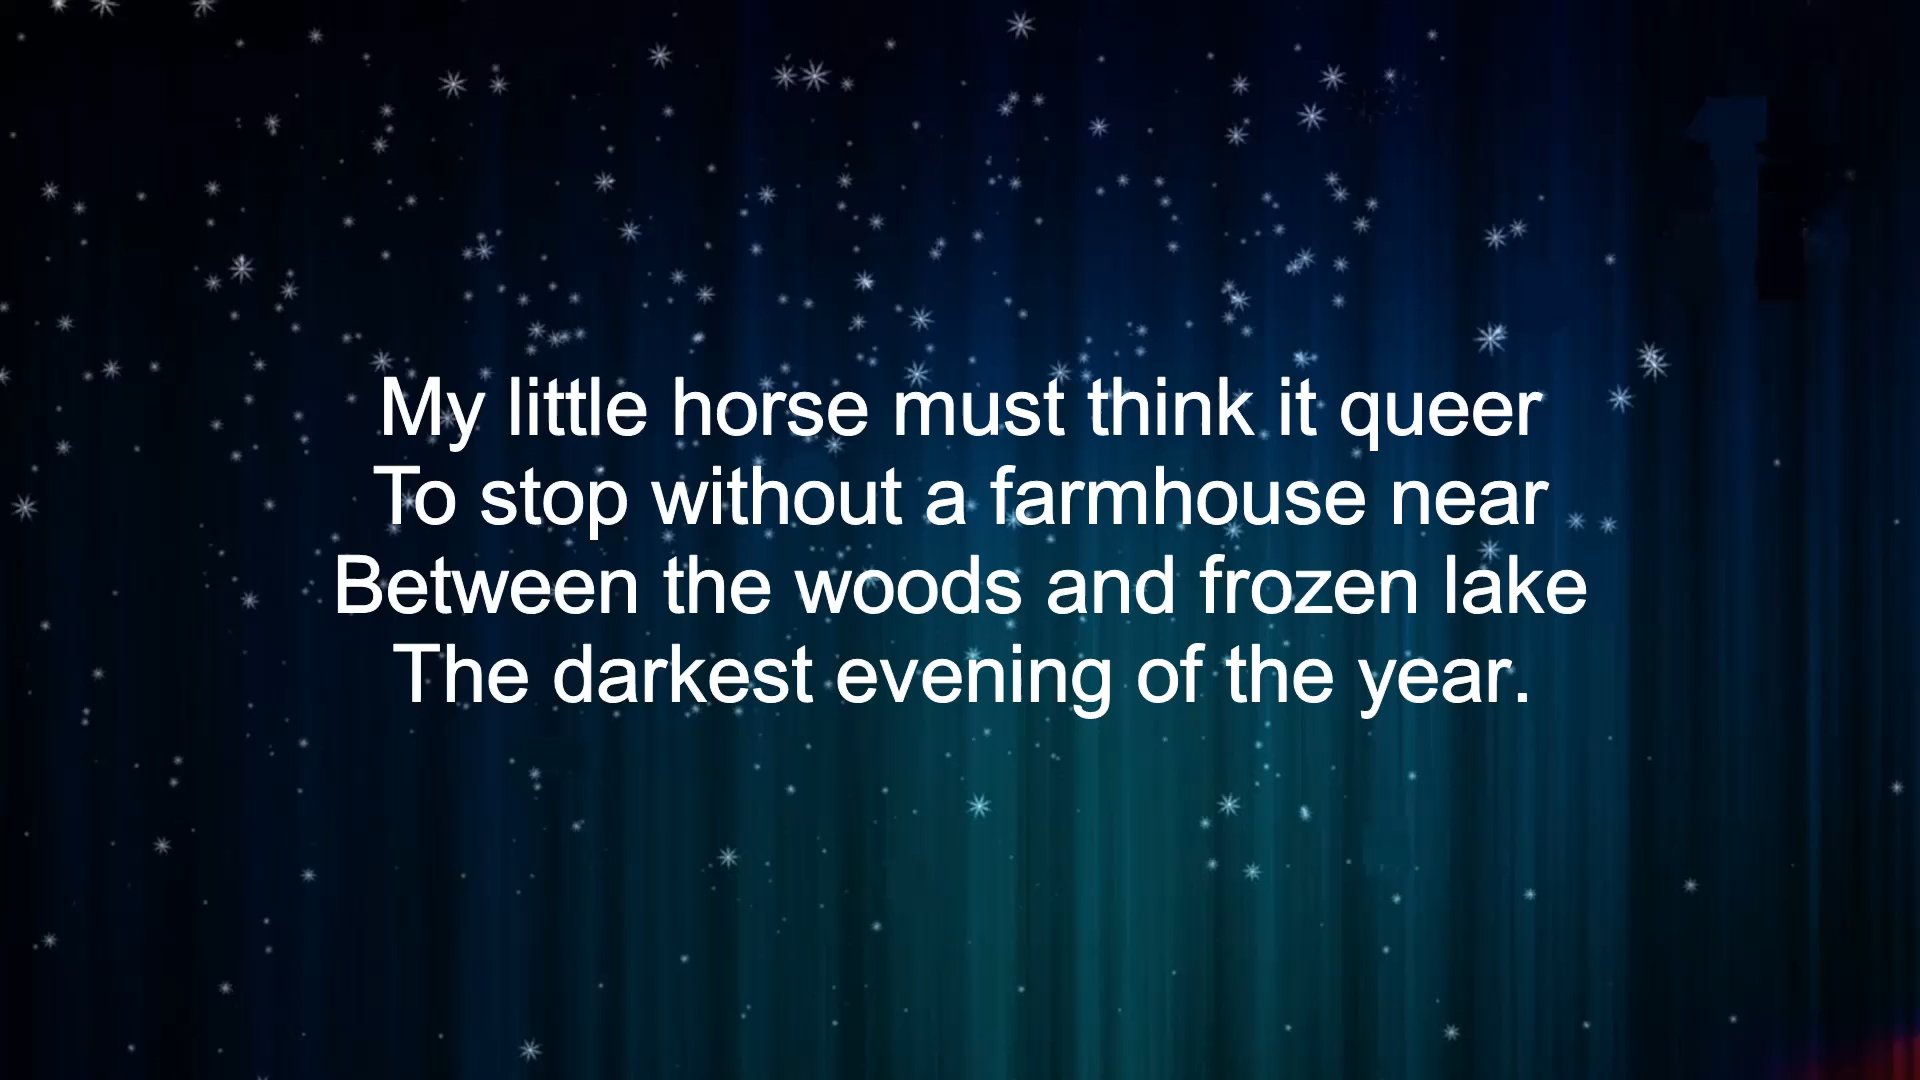 My little horse must think it queer
To stop without a farmhouse near
Between the woods and frozen lake
The darkest evening of the year.